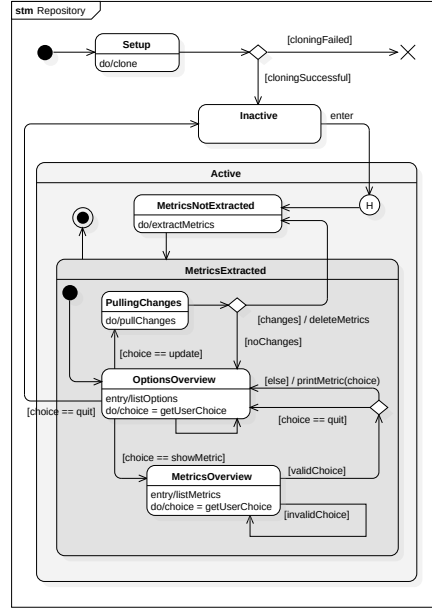 stm Repository
Setup
do/clone
[cloningFailed]
[cloningSuccessful]
Inactive
enter
Active
MetricsNotExtracted
do/extractMetrics
H
MetricsExtracted
PullingChanges
do/pullChanges
[changes] / deleteMetrics
[noChanges]
[choice == update]
OptionsOverview
entry/listOptions
do/choice = getUserChoice
[else] / printMetric(choice)
[choice == quit]
[choice == quit]
[choice == showMetric]
MetricsOverview
entry/listMetrics
do/choice = getUserChoice
[validChoice]
[invalidChoice]